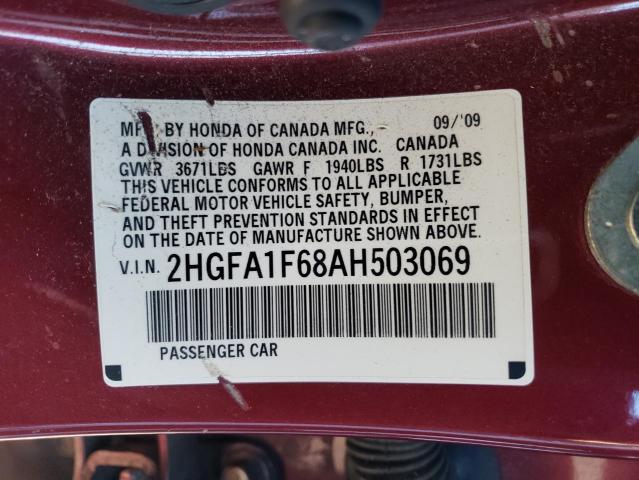 MFD. BY HONDA OF CANADA MFG., 09/'09
A DIVISION OF HONDA CANADA INC. CANADA
GVWR 3671LBS GAWR F 1940LBS R 1731LBS
THIS VEHICLE CONFORMS TO ALL APPLICABLE
FEDERAL MOTOR VEHICLE SAFETY, BUMPER,
AND THEFT PREVENTION STANDARDS IN EFFECT
ON THE DATE OF MANUFACTURE SHOWN ABOVE.
V.I.N. 2HGFA1F68AH503069
PASSENGER CAR